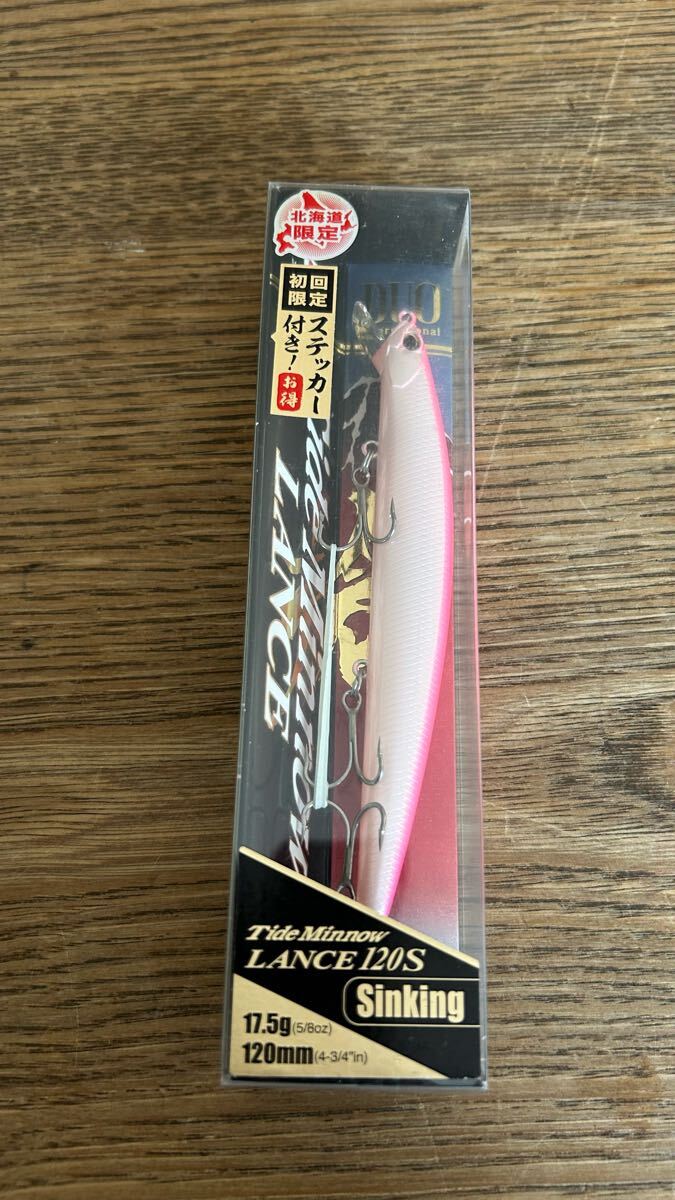 北海道
限定
初回
限定
ステッカー
付き!
お得
DUO
Tide Minnow
LANCE
Tide Minnow
LANCE 120S
Sinking
17.5g(5/8oz)
120mm(4-3/4"in)